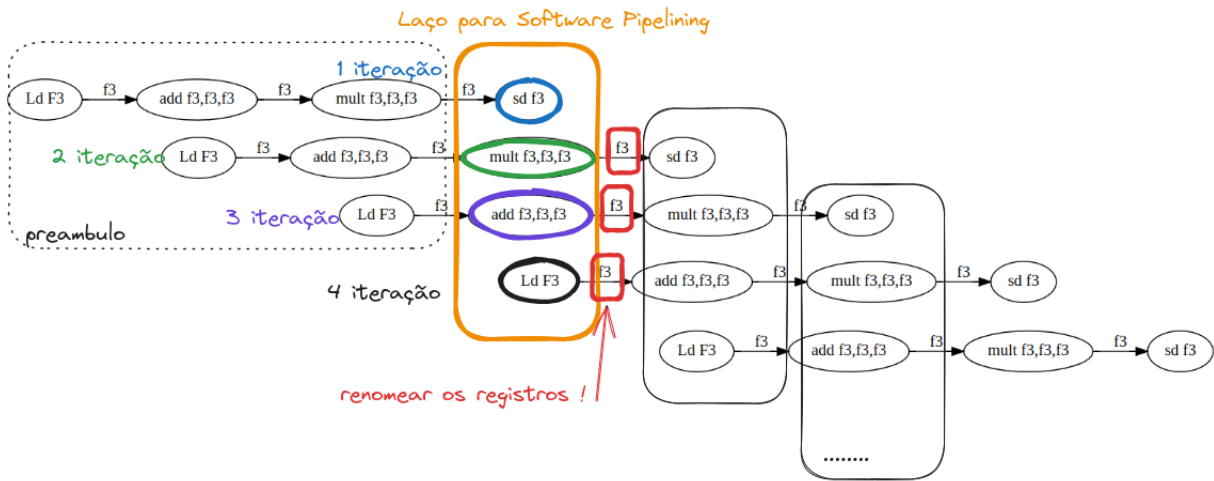 Laço para Software Pipelining
1 iteração
Ld F3 f3 add f3,f3,f3 f3 mult f3,f3,f3 f3 sd f3
2 iteração Ld F3 f3 add f3,f3,f3 f3 mult f3,f3,f3 f3 sd f3
3 iteração Ld F3 f3 add f3,f3,f3 f3 mult f3,f3,f3 f3 sd f3
preambulo
4 iteração Ld F3 f3 add f3,f3,f3 f3 mult f3,f3,f3 f3 sd f3
Ld F3 f3 add f3,f3,f3 f3 mult f3,f3,f3 f3 sd f3
renomear os registros !
........